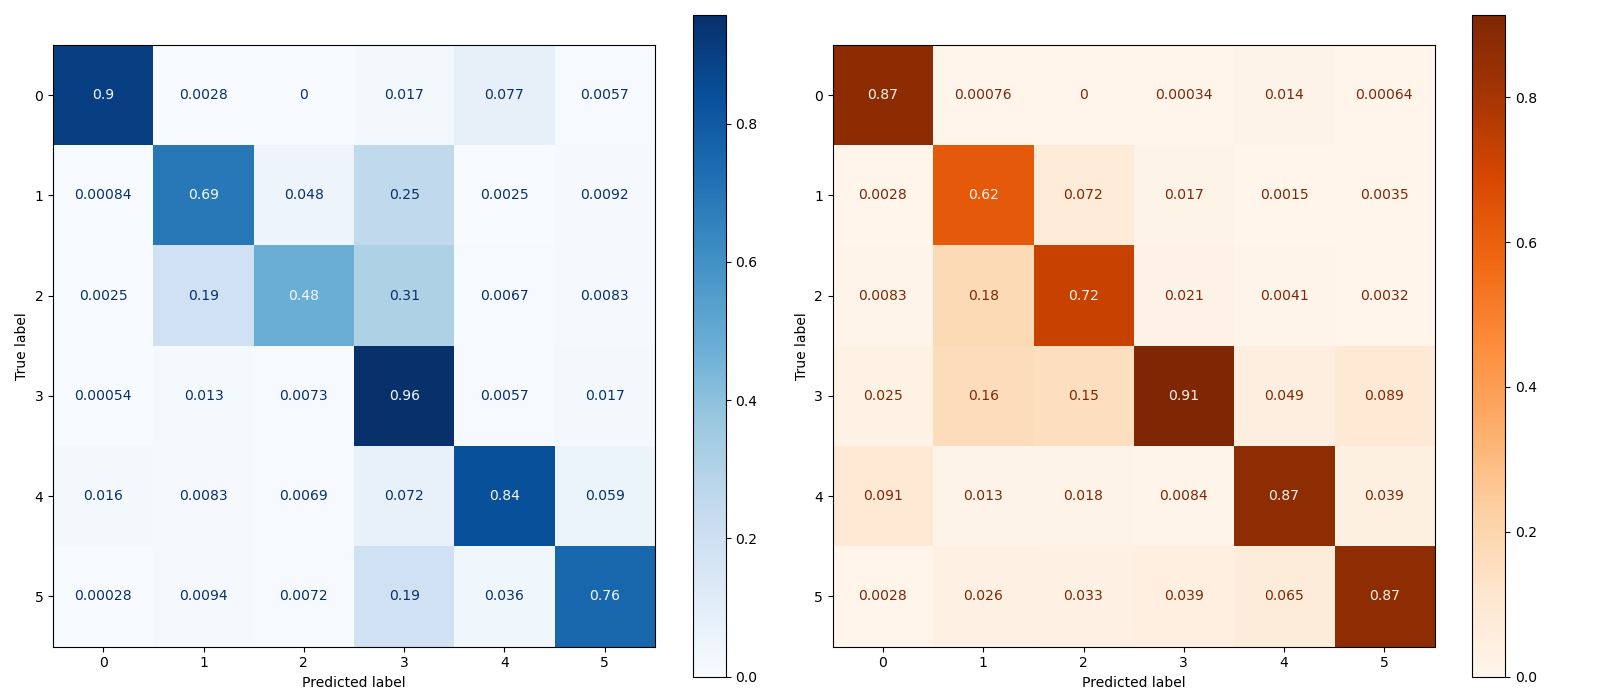 0 0.9 0.0028 0 0.017 0.077 0.0057
1 0.00084 0.69 0.048 0.25 0.0025 0.0092
2 0.0025 0.19 0.48 0.31 0.0067 0.0083
3 0.00054 0.013 0.0073 0.96 0.0057 0.017
4 0.016 0.0083 0.0069 0.072 0.84 0.059
5 0.00028 0.0094 0.0072 0.19 0.036 0.76
0 1 2 3 4 5
Predicted label
True label
0.8
0.6
0.4
0.2
0.0
0 0.87 0.00076 0 0.00034 0.014 0.00064
1 0.0028 0.62 0.072 0.017 0.0015 0.0035
2 0.0083 0.18 0.72 0.021 0.0041 0.0032
3 0.025 0.16 0.15 0.91 0.049 0.089
4 0.091 0.013 0.018 0.0084 0.87 0.039
5 0.0028 0.026 0.033 0.039 0.065 0.87
0 1 2 3 4 5
Predicted label
True label
0.8
0.6
0.4
0.2
0.0